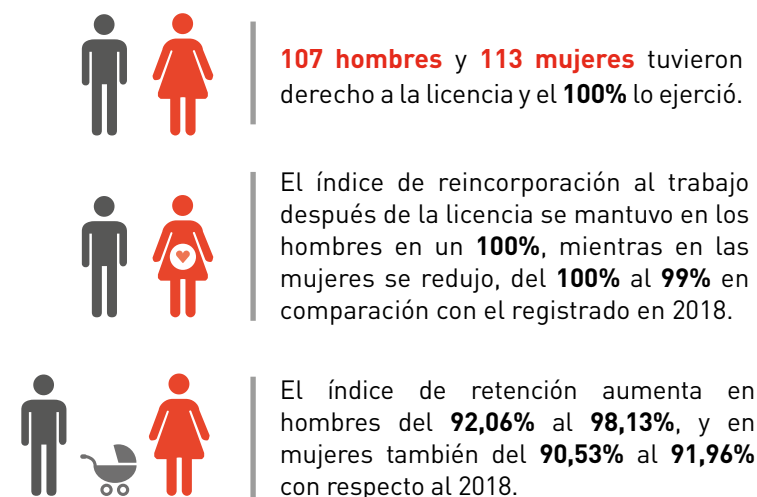 107 hombres y 113 mujeres tuvieron
derecho a la licencia y el 100% lo ejerció.
El índice de reincorporación al trabajo
después de la licencia se mantuvo en los
hombres en un 100%, mientras en las
mujeres se redujo, del 100% al 99% en
comparación con el registrado en 2018.
El índice de retención aumenta en
hombres del 92,06% al 98,13%, y en
mujeres también del 90,53% al 91,96%
con respecto al 2018.